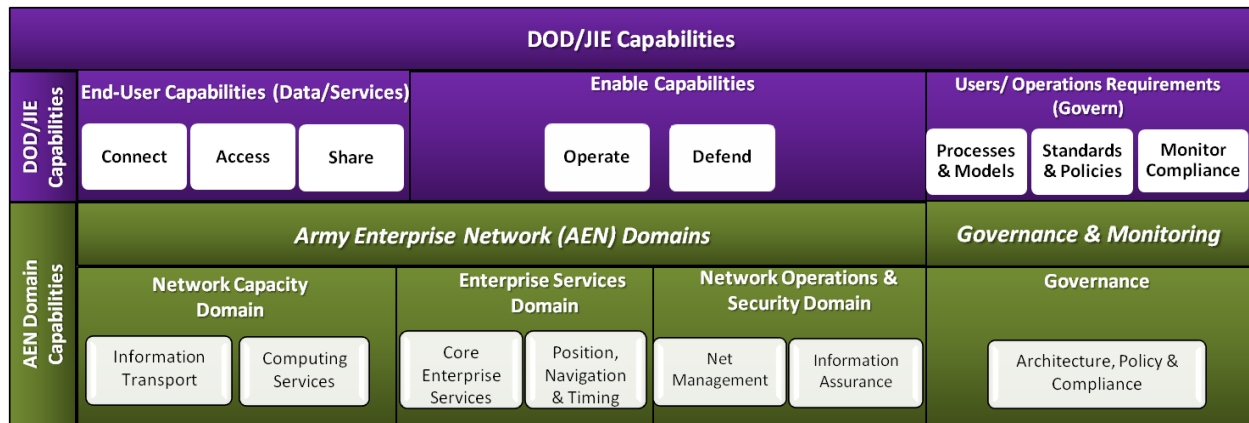 DOD/JIE Capabilities
DOD/JIE
Capabilities
End-User Capabilities (Data/Services)
Connect
Access
Share
Enable Capabilities
Operate
Defend
Users/ Operations Requirements
(Govern)
Processes
& Models
Standards
& Policies
Monitor
Compliance
AEN Domain
Capabilities
Army Enterprise Network (AEN) Domains
Governance & Monitoring
Network Capacity
Domain
Information
Transport
Computing
Services
Enterprise Services
Domain
Core
Enterprise
Services
Position,
Navigation
& Timing
Network Operations &
Security Domain
Net
Management
Information
Assurance
Governance
Architecture, Policy &
Compliance